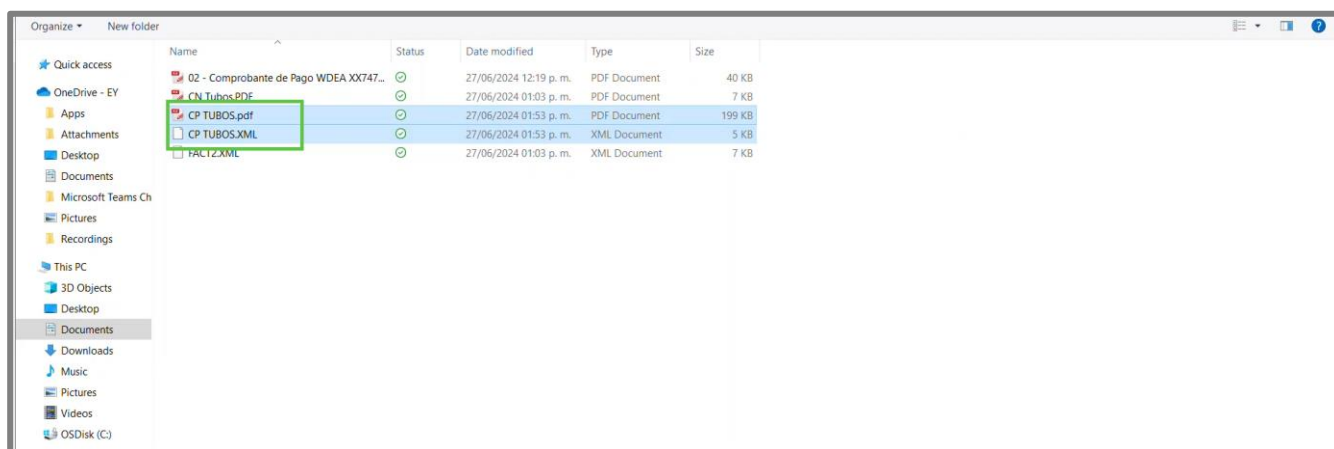 Organize New folder ?
Name Status Date modified Type Size
Quick access
02 - Comprobante de Pago WDEA XX747... 27/06/2024 12:19 p. m. PDF Document 40 KB
OneDrive - EY
CN Tubos.PDF 27/06/2024 01:03 p. m. PDF Document 7 KB
Apps
CP TUBOS.pdf 27/06/2024 01:53 p. m. PDF Document 199 KB
Attachments
CP TUBOS.XML 27/06/2024 01:53 p. m. XML Document 5 KB
Desktop
FACT2.XML 27/06/2024 01:03 p. m. XML Document 7 KB
Documents
Microsoft Teams Ch
Pictures
Recordings
This PC
3D Objects
Desktop
Documents
Downloads
Music
Pictures
Videos
OSDisk (C:)